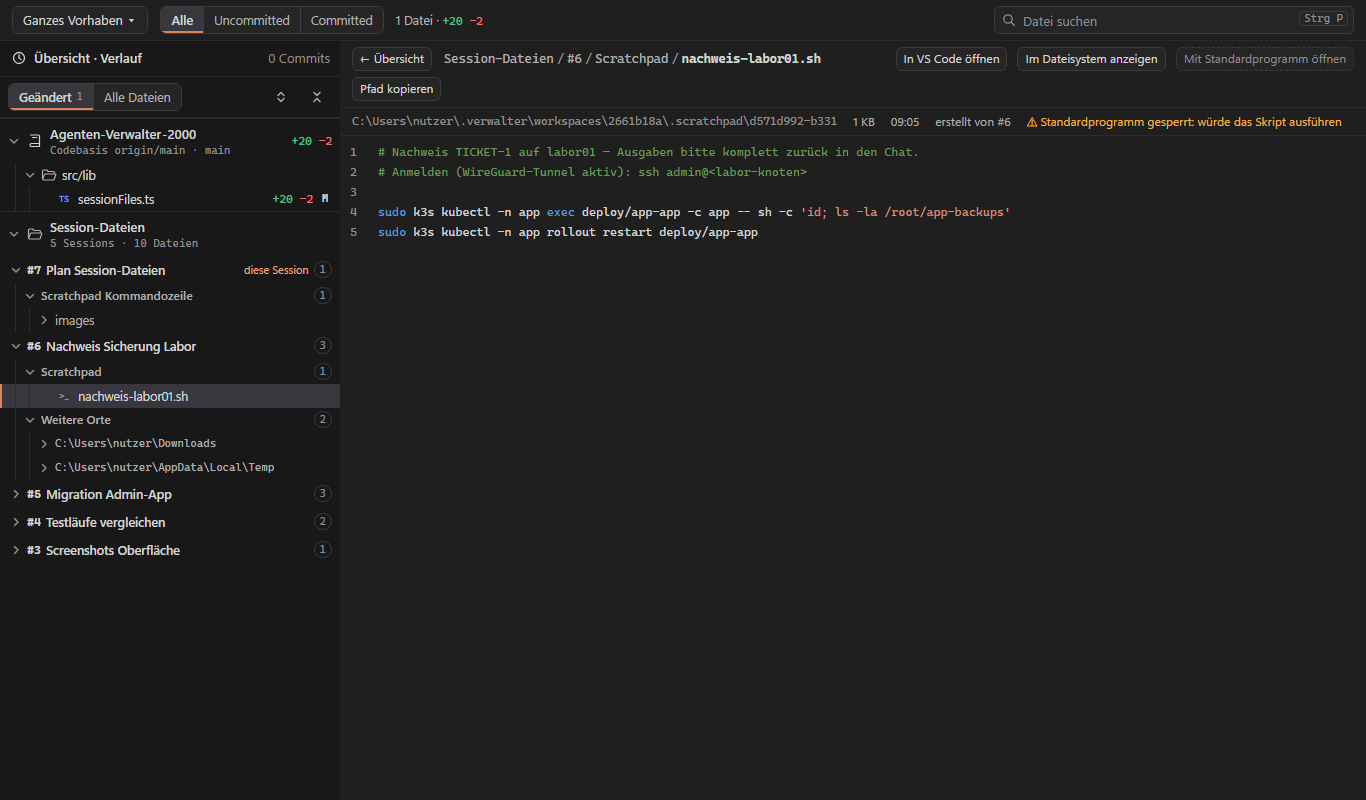 Ganzes Vorhaben
Alle Uncommitted Committed
1 Datei · +20 −2
Datei suchen Strg P
Übersicht · Verlauf 0 Commits
Geändert 1 Alle Dateien
Agenten-Verwalter-2000 +20 −2
Codebasis origin/main · main
src/lib
TS sessionFiles.ts +20 −2 M
Session-Dateien
5 Sessions · 10 Dateien
#7 Plan Session-Dateien diese Session 1
Scratchpad Kommandozeile 1
images
#6 Nachweis Sicherung Labor 3
Scratchpad 1
>_ nachweis-labor01.sh
Weitere Orte 2
C:\Users\nutzer\Downloads
C:\Users\nutzer\AppData\Local\Temp
#5 Migration Admin-App 3
#4 Testläufe vergleichen 2
#3 Screenshots Oberfläche 1
← Übersicht Session-Dateien / #6 / Scratchpad / nachweis-labor01.sh
In VS Code öffnen Im Dateisystem anzeigen Mit Standardprogramm öffnen
Pfad kopieren
C:\Users\nutzer\.verwalter\workspaces\2661b18a\.scratchpad\d571d992-b331 1 KB 09:05 erstellt von #6 ⚠ Standardprogramm gesperrt: würde das Skript ausführen
1 # Nachweis TICKET-1 auf labor01 — Ausgaben bitte komplett zurück in den Chat.
2 # Anmelden (WireGuard-Tunnel aktiv): ssh admin@<labor-knoten>
3
4 sudo k3s kubectl -n app exec deploy/app-app -c app -- sh -c 'id; ls -la /root/app-backups'
5 sudo k3s kubectl -n app rollout restart deploy/app-app